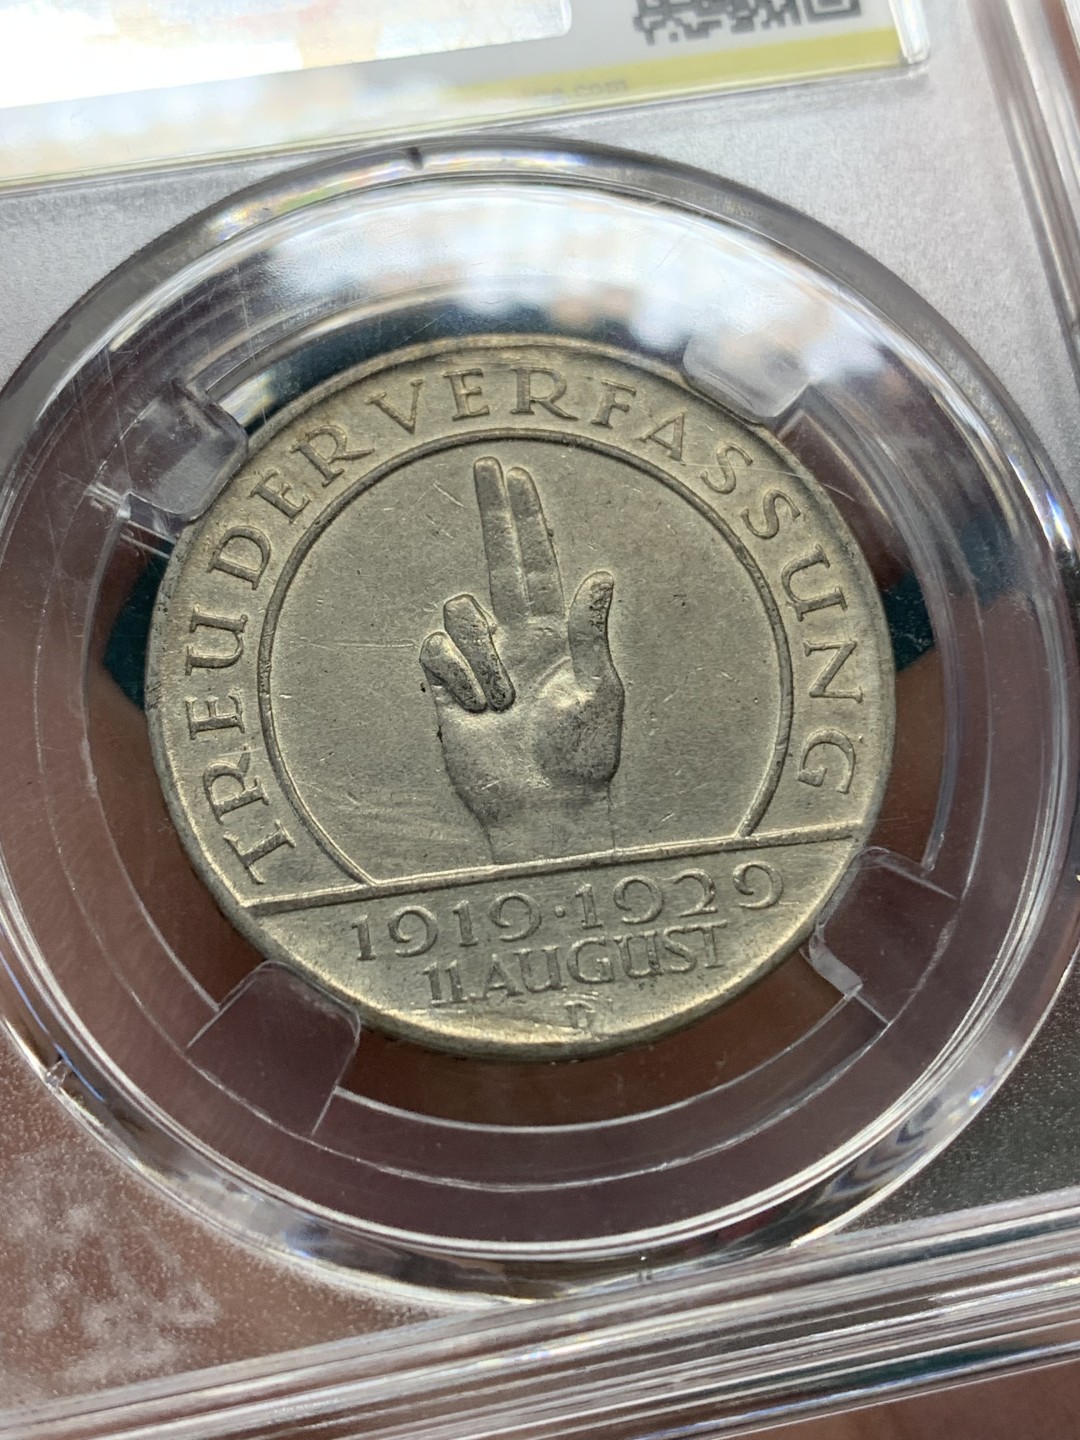 TREU DER VERFASSUNG
1919·1929
11. AUGUST
D